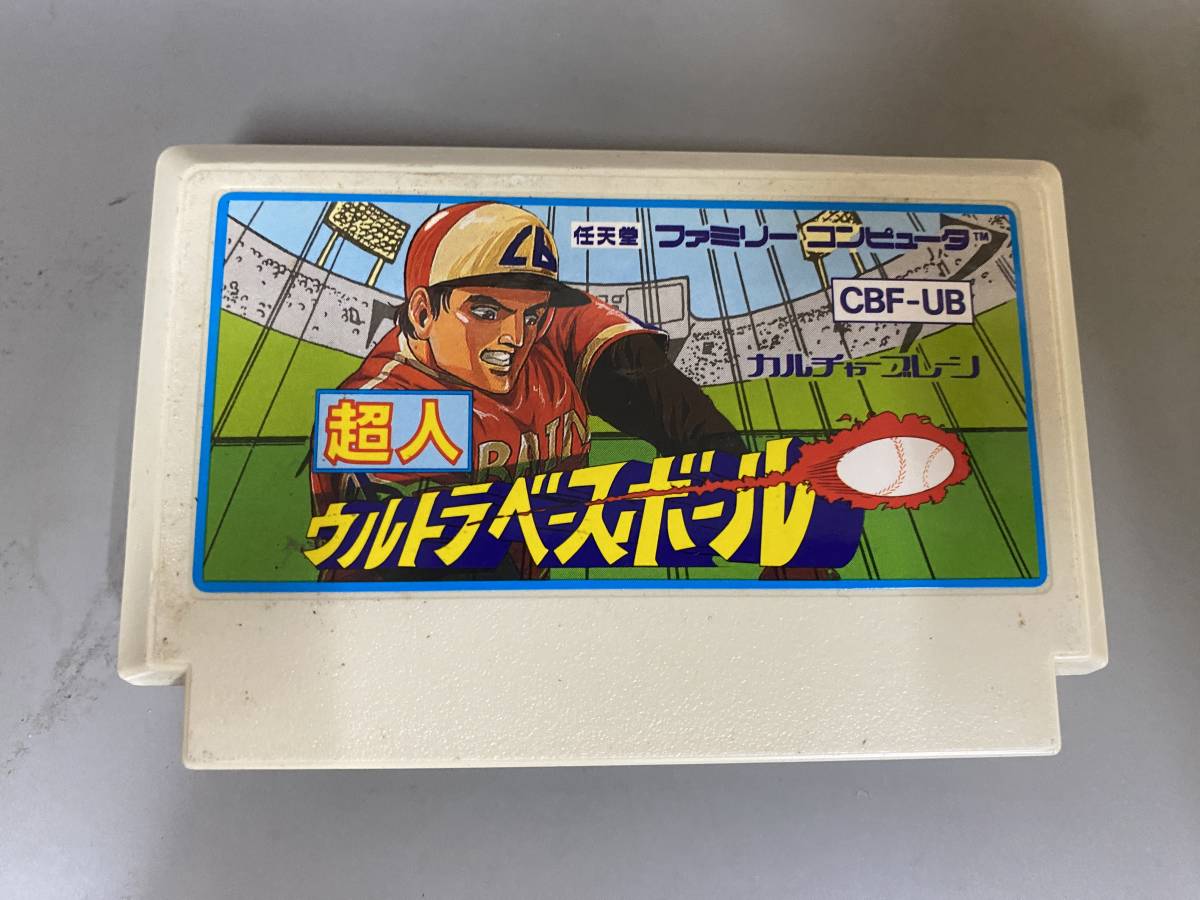 任天堂 ファミリーコンピュータ™
CBF-UB
カルチャーブレーン
CB
超人
ウルトラベースボール